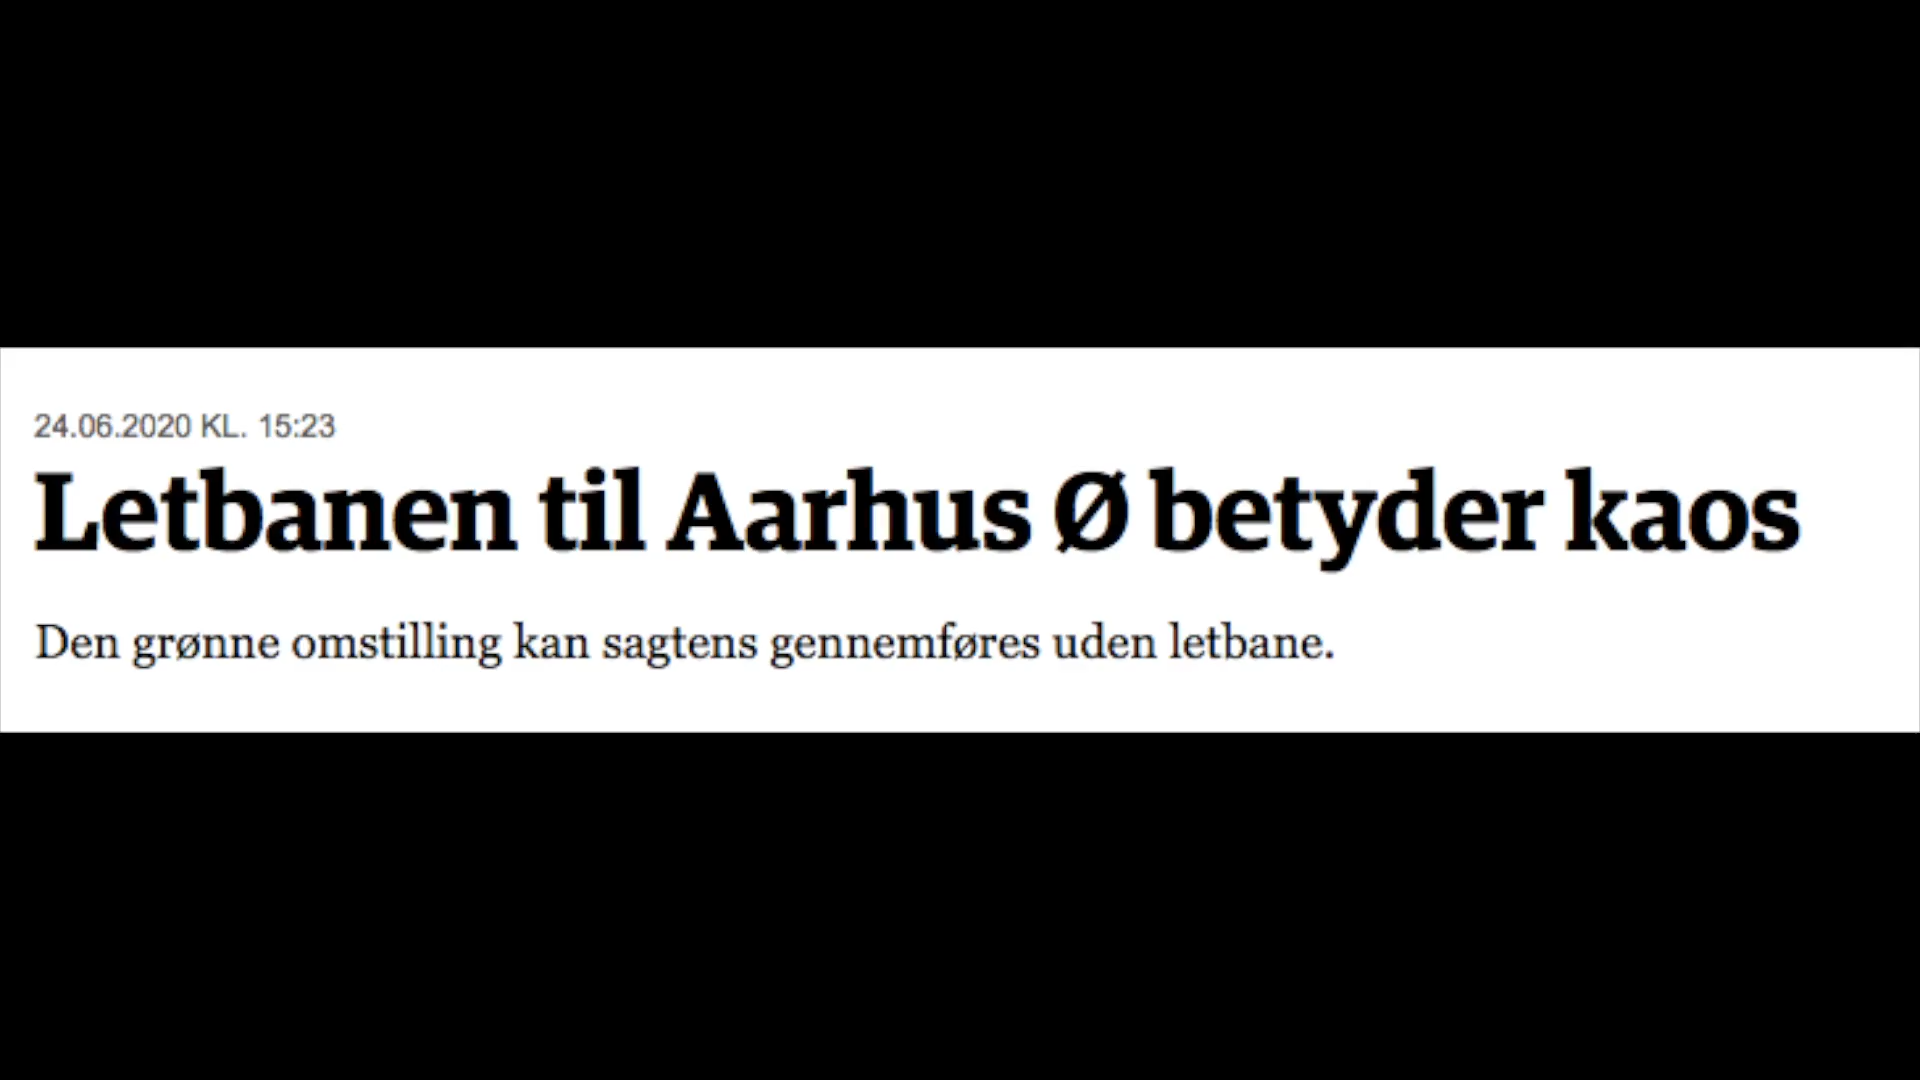 24.06.2020 KL. 15:23
Letbanen til Aarhus Ø betyder kaos
Den grønne omstilling kan sagtens gennemføres uden letbane.